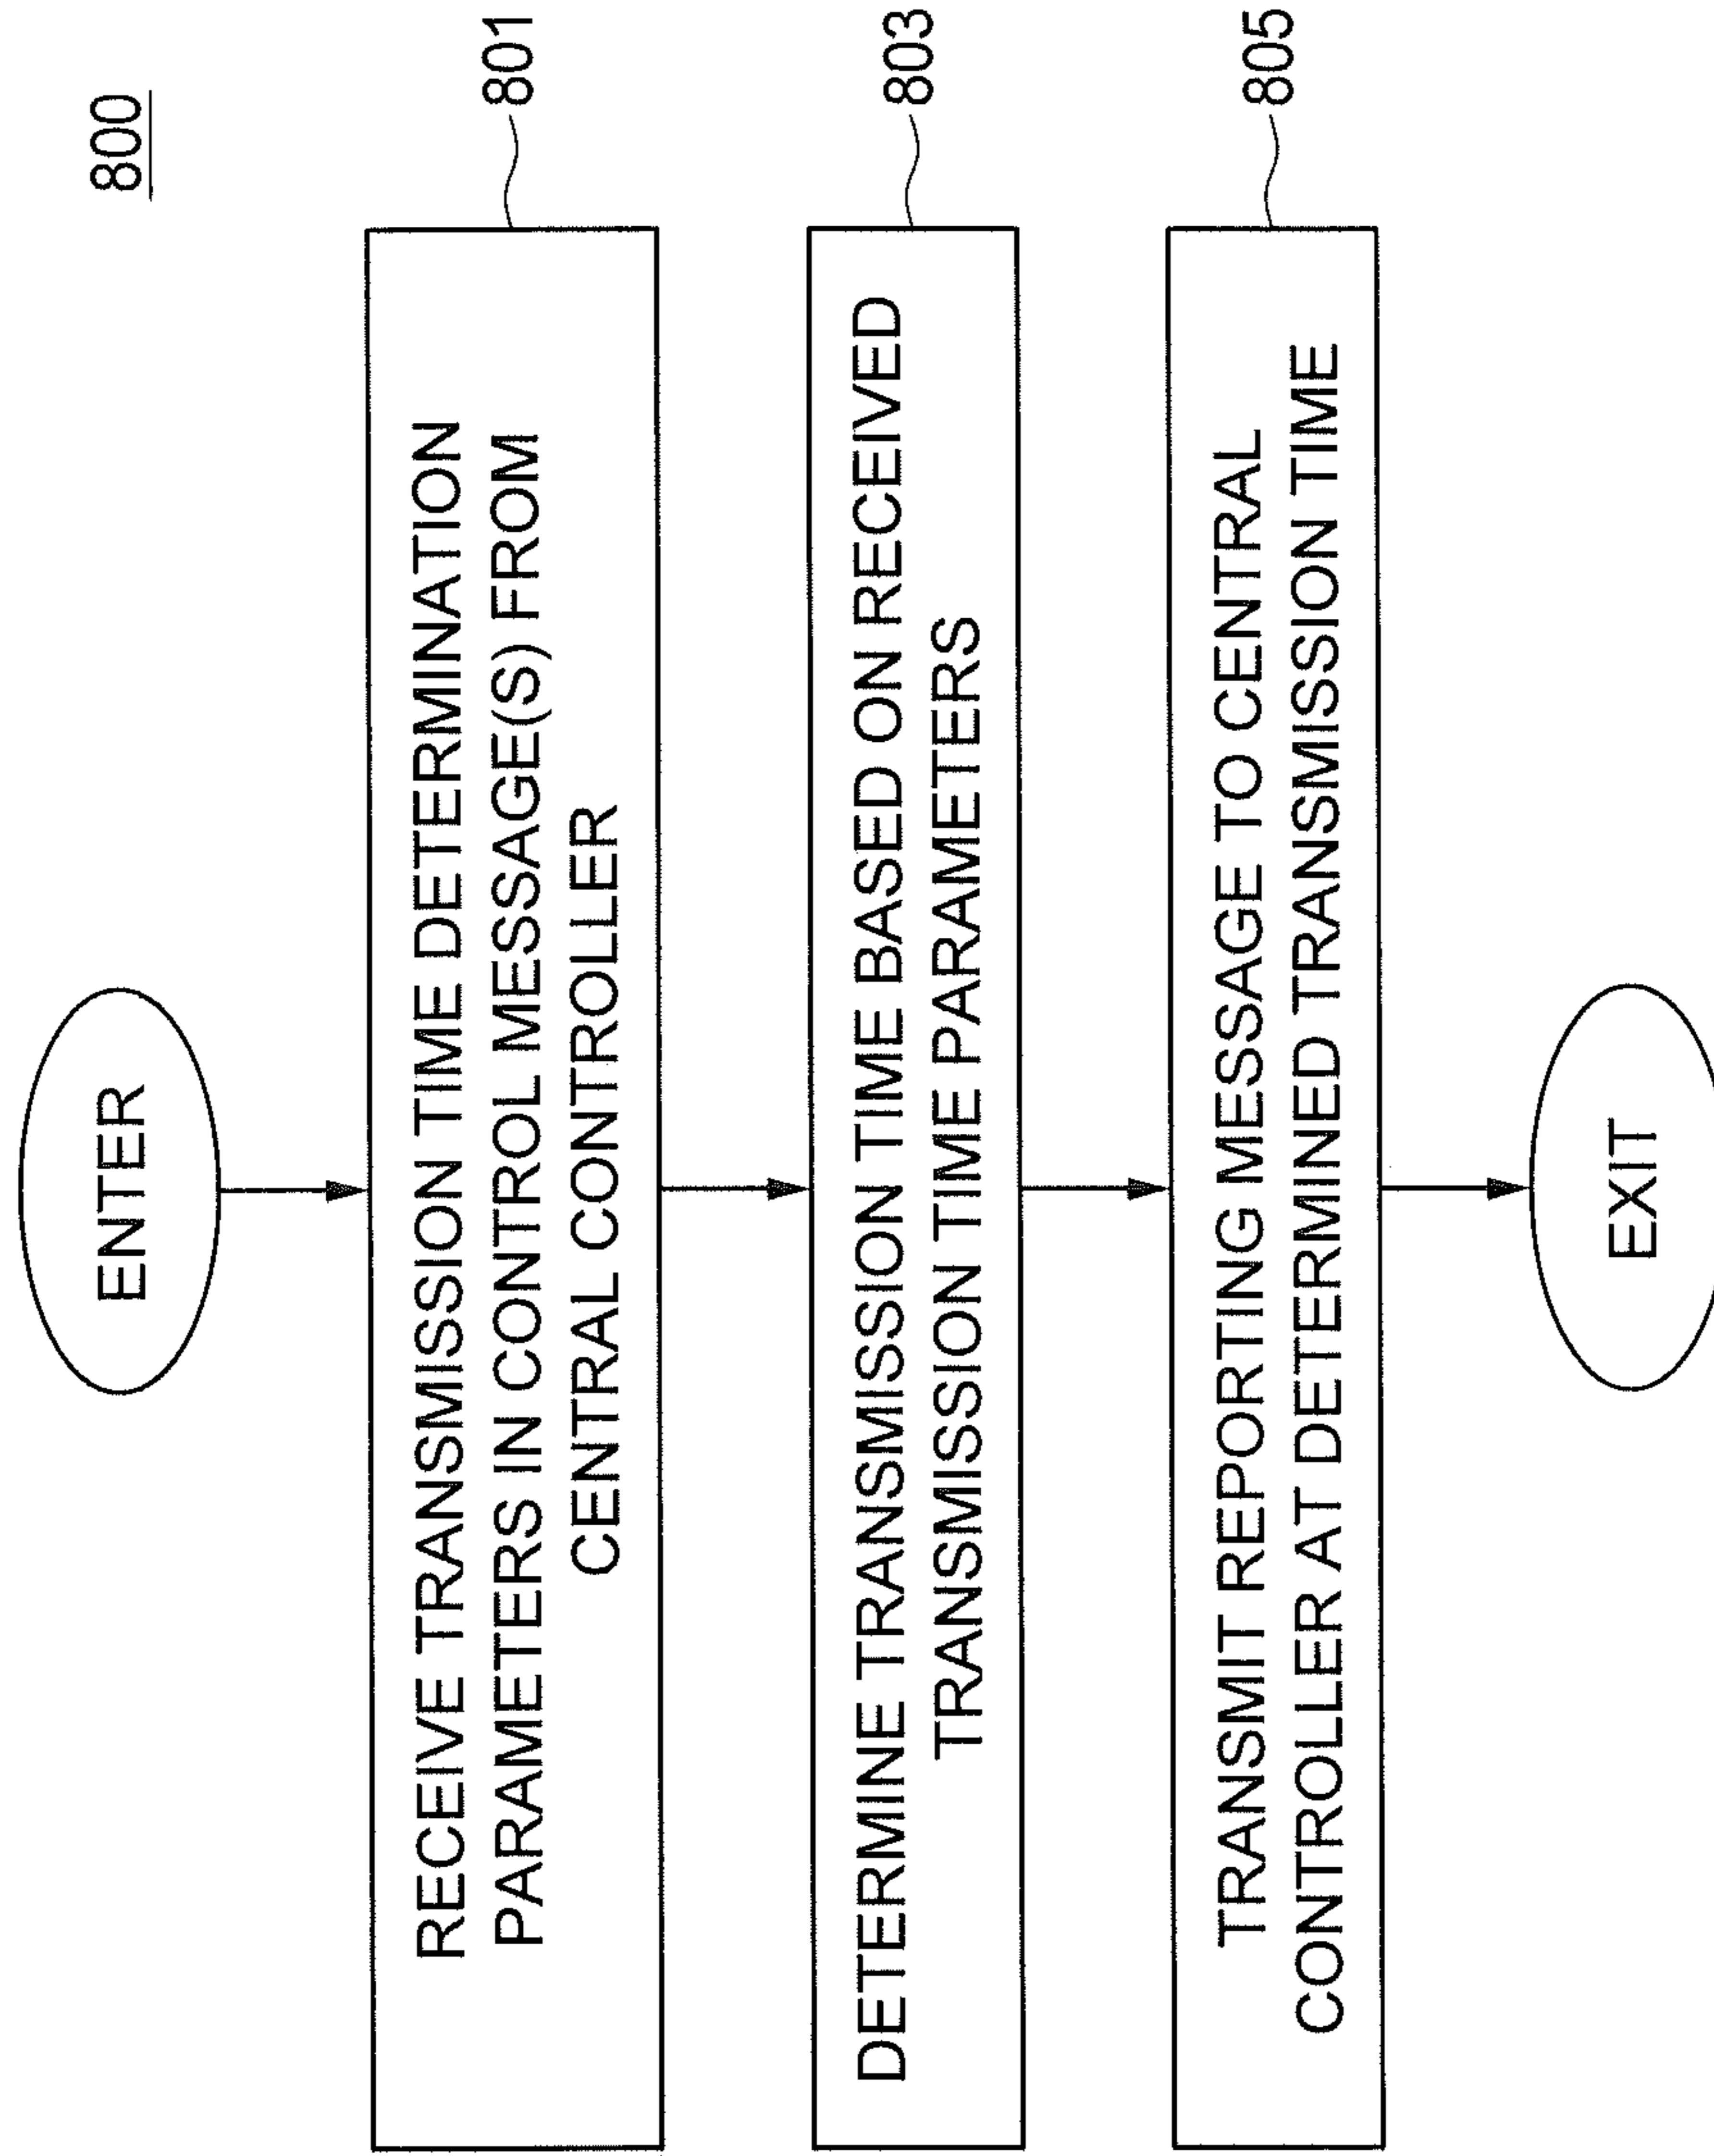 800
ENTER
RECEIVE TRANSMISSION TIME DETERMINATION
PARAMETERS IN CONTROL MESSAGE(S) FROM
CENTRAL CONTROLLER
801
DETERMINE TRANSMISSION TIME BASED ON RECEIVED
TRANSMISSION TIME PARAMETERS
803
TRANSMIT REPORTING MESSAGE TO CENTRAL
CONTROLLER AT DETERMINED TRANSMISSION TIME
805
EXIT